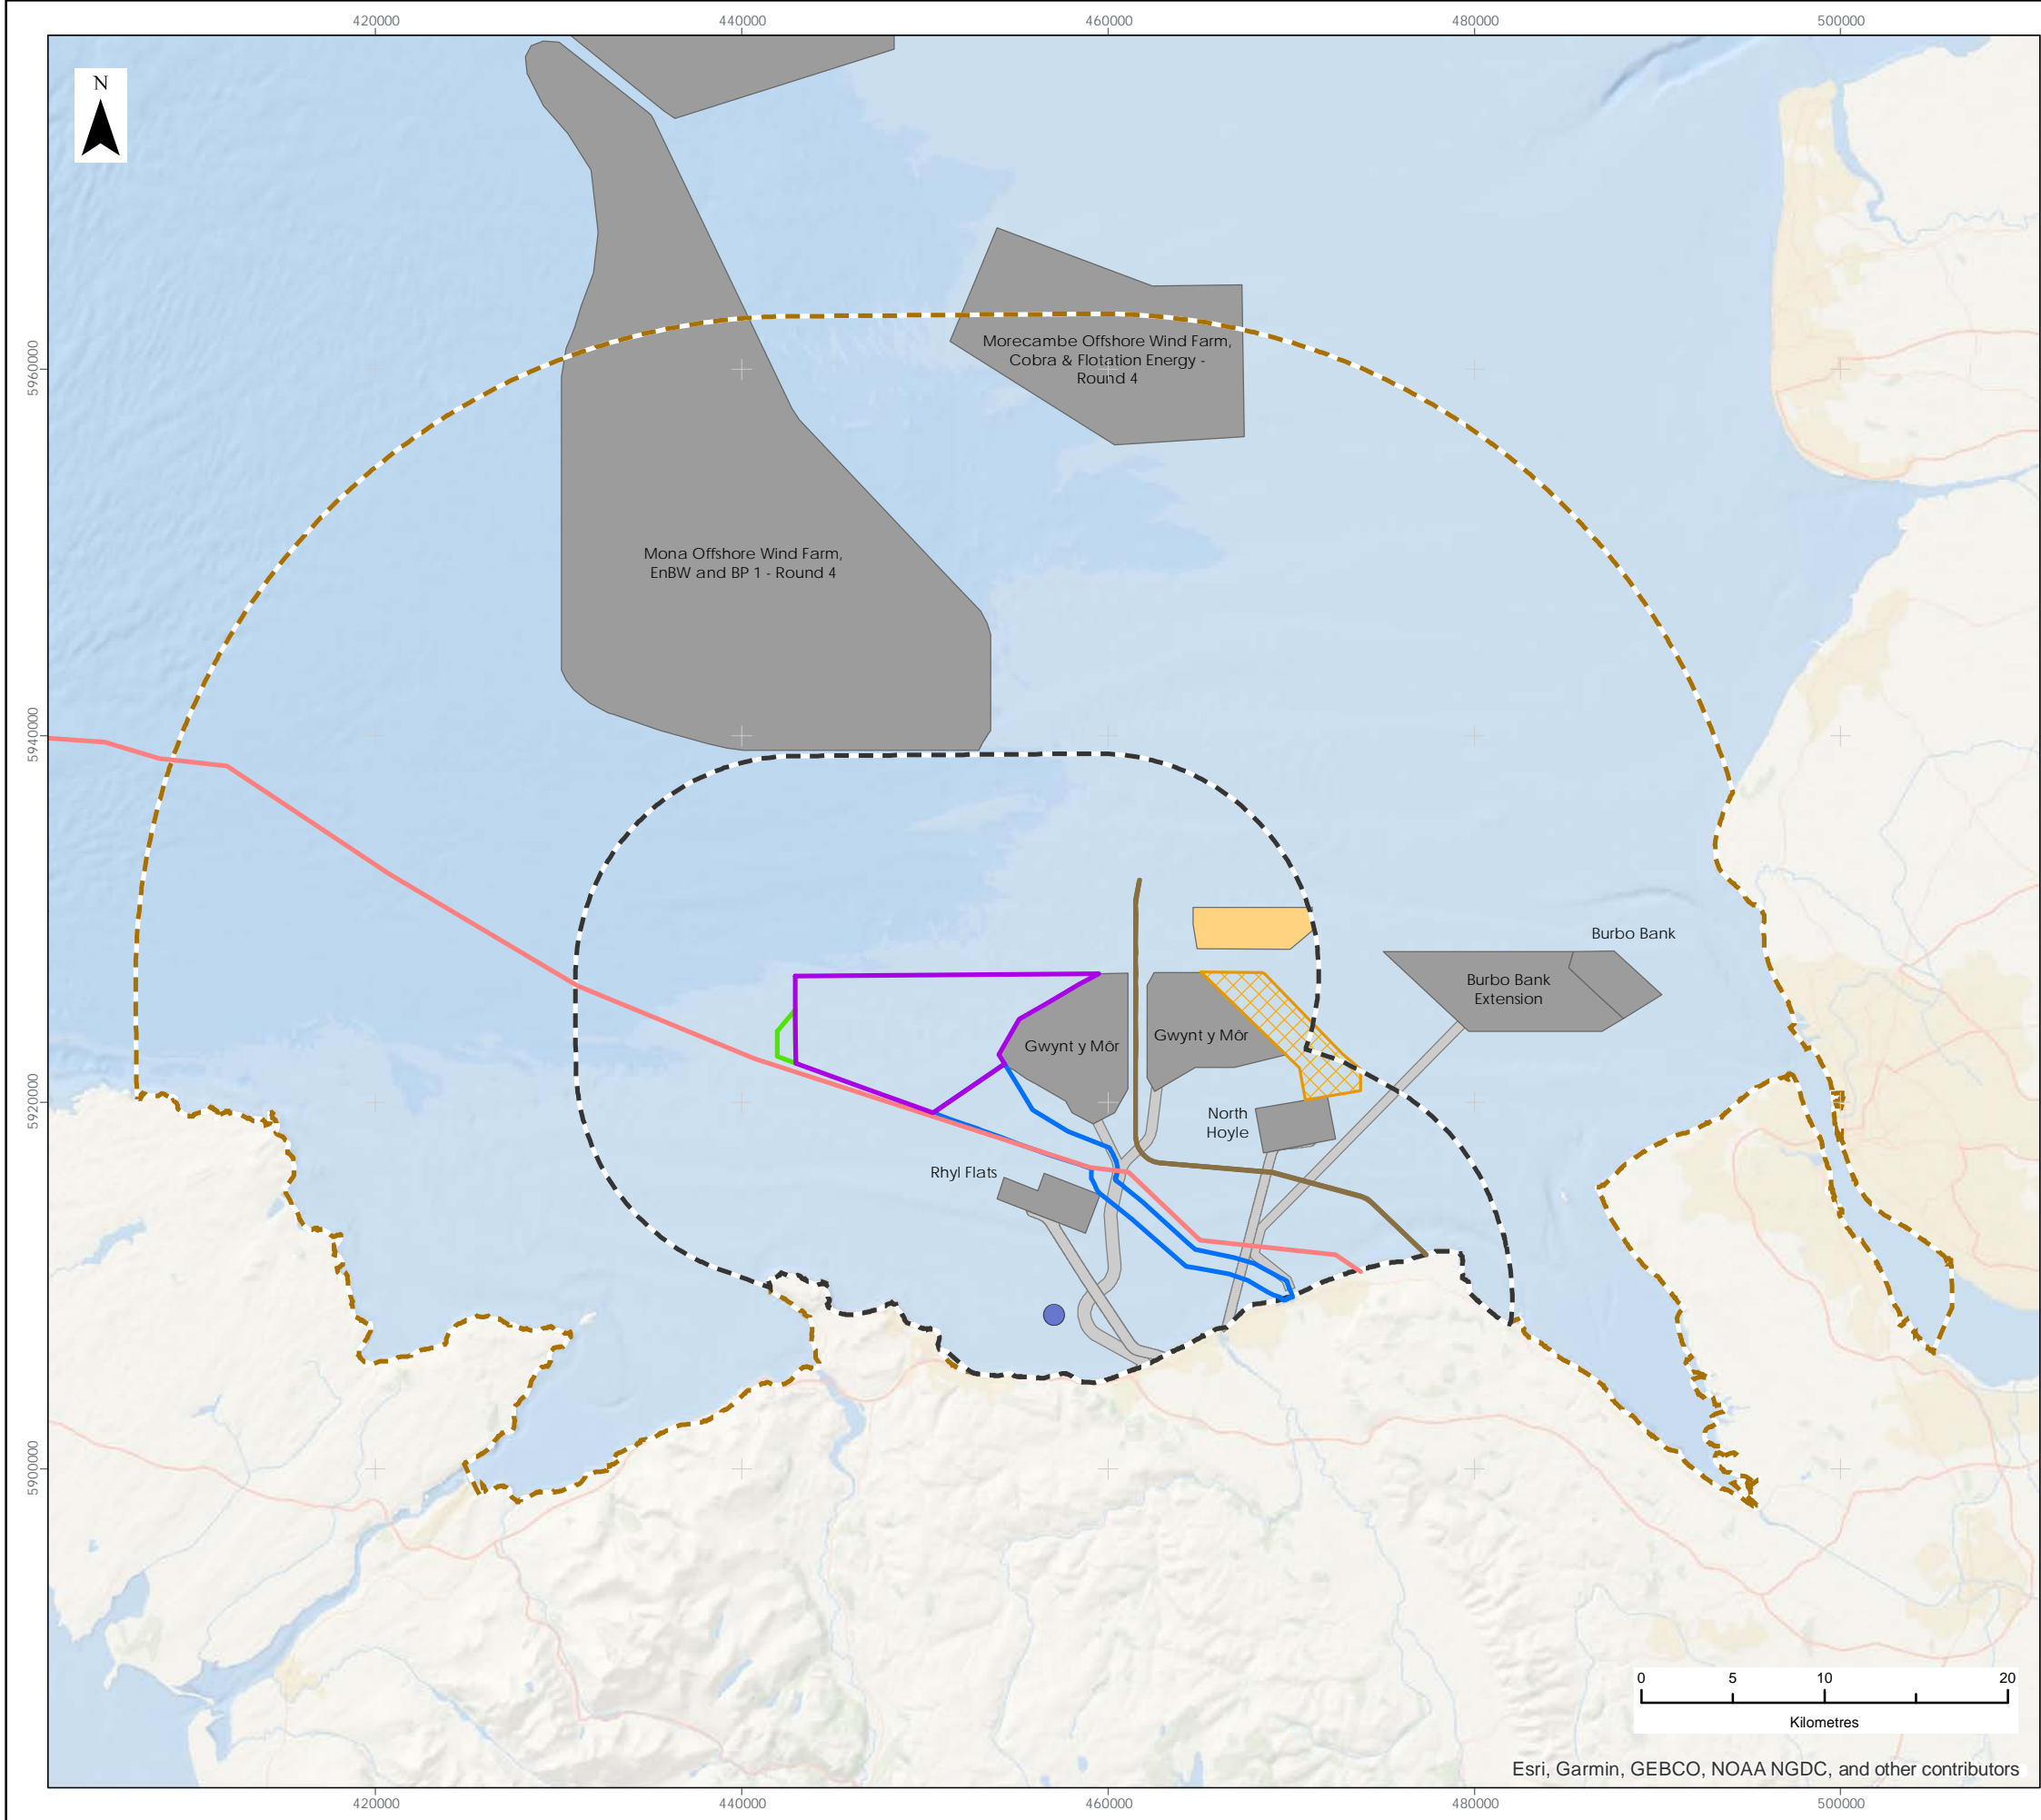 420000
440000
460000
480000
500000
N
5960000
Morecambe Offshore Wind Farm,
Cobra & Flotation Energy -
Round 4
Mona Offshore Wind Farm,
EnBW and BP 1 - Round 4
5940000
Burbo Bank
Burbo Bank
Extension
Gwynt y Môr
Gwynt y Môr
5920000
North
Hoyle
Rhyl Flats
5900000
0
5
10
20
Kilometres
Esri, Garmin, GEBCO, NOAA NGDC, and other contributors
420000
440000
460000
480000
500000